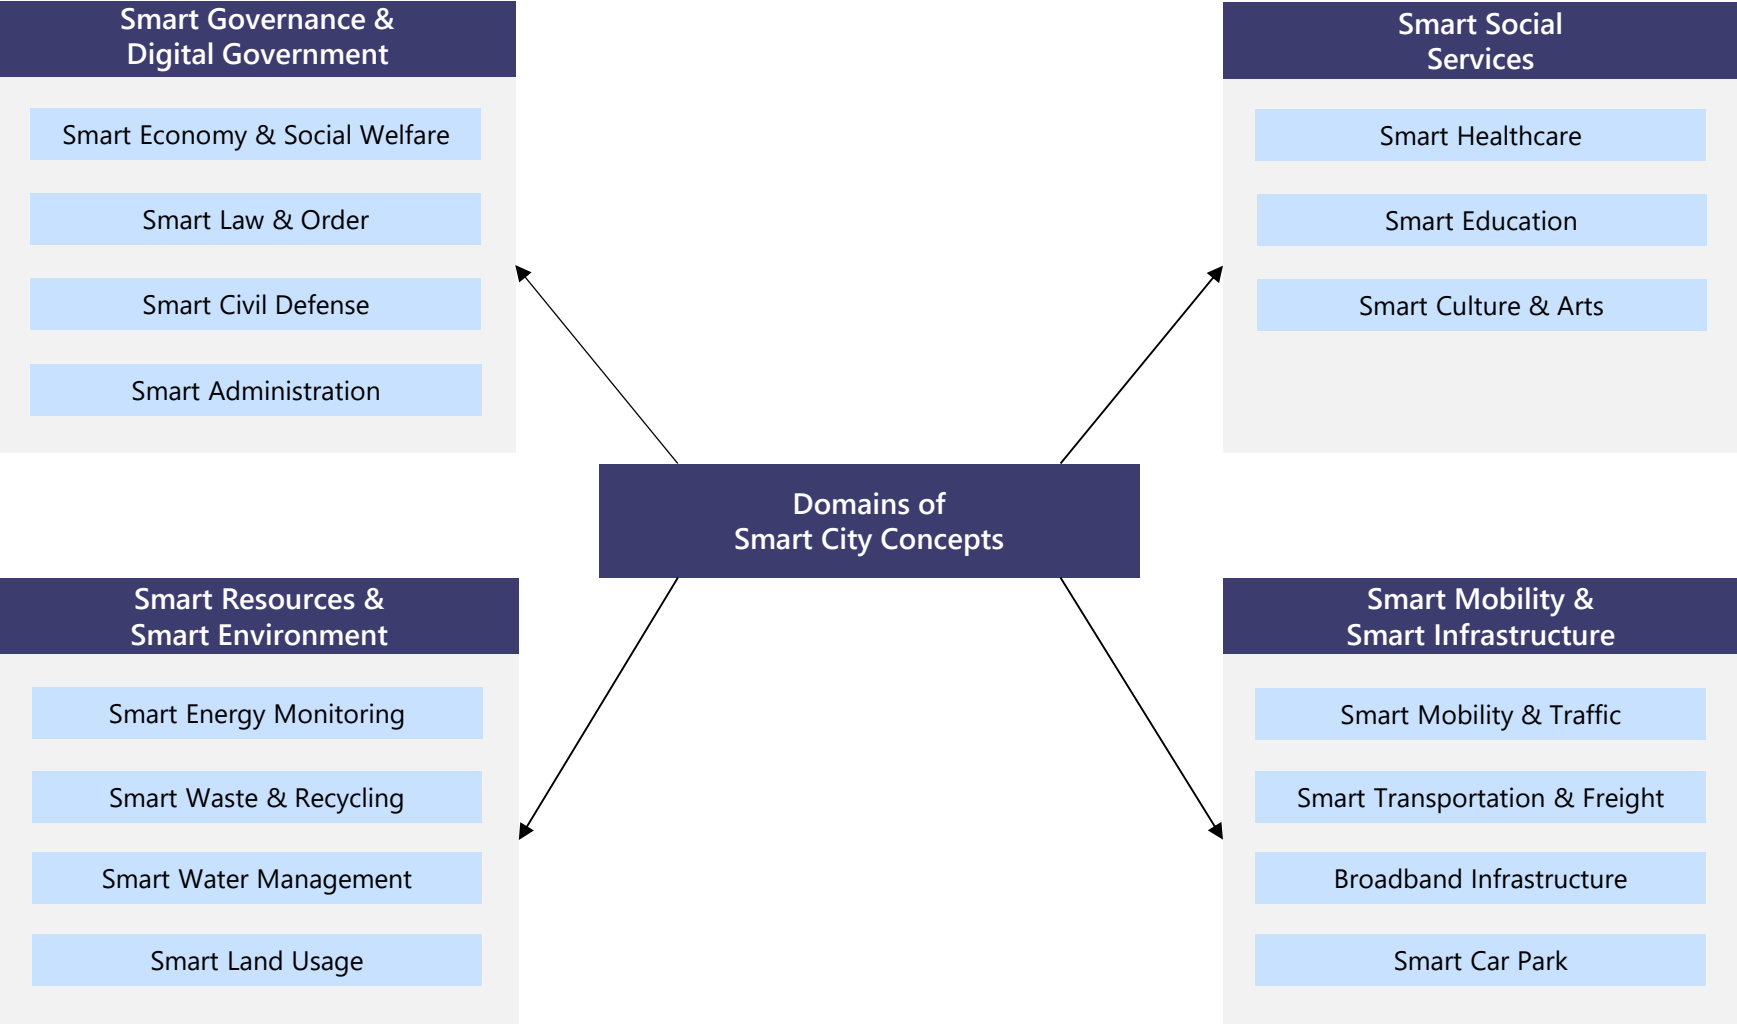 Smart Governance &
Digital Government
Smart Economy & Social Welfare
Smart Law & Order
Smart Civil Defense
Smart Administration
Smart Social
Services
Smart Healthcare
Smart Education
Smart Culture & Arts
Domains of
Smart City Concepts
Smart Resources &
Smart Environment
Smart Energy Monitoring
Smart Waste & Recycling
Smart Water Management
Smart Land Usage
Smart Mobility &
Smart Infrastructure
Smart Mobility & Traffic
Smart Transportation & Freight
Broadband Infrastructure
Smart Car Park